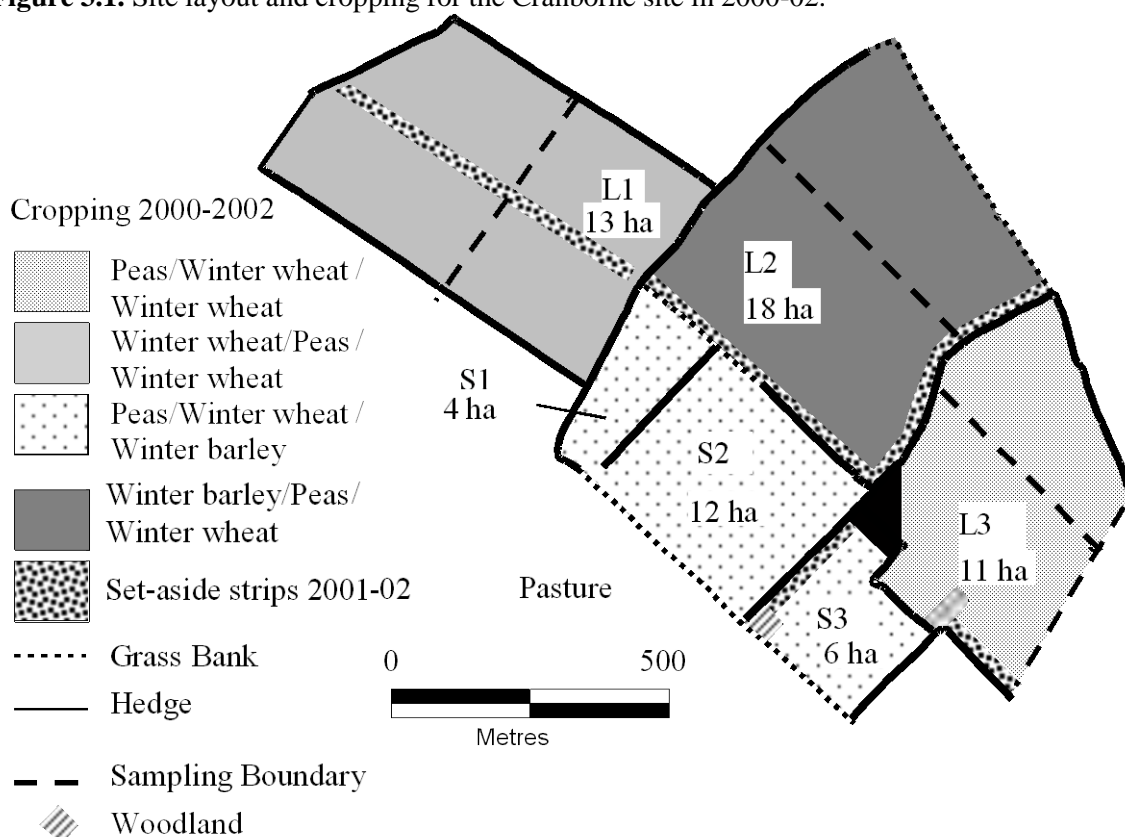 Figure 3.1. Site layout and cropping for the Cranborne site in 2000-02.
L1
13 ha
L2
18 ha
Cropping 2000-2002
Peas/Winter wheat /
Winter wheat
Winter wheat/Peas /
Winter wheat
Peas/Winter wheat /
Winter barley
Winter barley/Peas/
Winter wheat
Set-aside strips 2001-02
Grass Bank
Hedge
Sampling Boundary
Woodland
S1
4 ha
S2
12 ha
L3
11 ha
Pasture
S3
6 ha
0 500
Metres